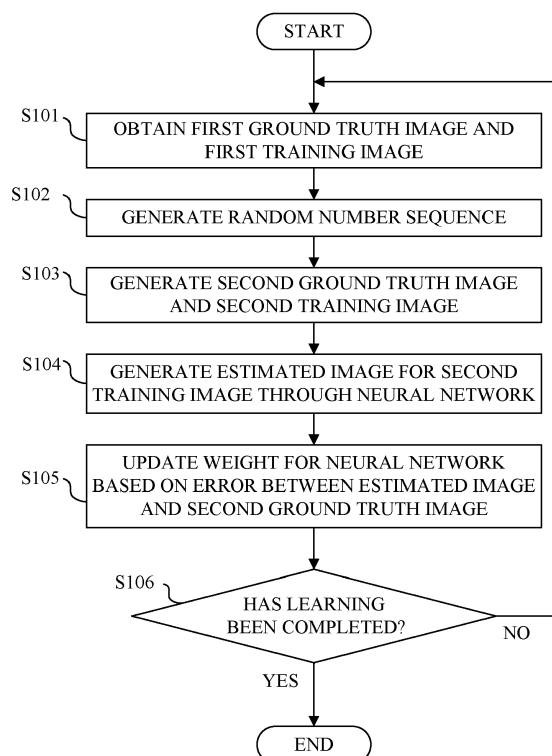 START
S101
OBTAIN FIRST GROUND TRUTH IMAGE AND
FIRST TRAINING IMAGE
S102
GENERATE RANDOM NUMBER SEQUENCE
S103
GENERATE SECOND GROUND TRUTH IMAGE
AND SECOND TRAINING IMAGE
S104
GENERATE ESTIMATED IMAGE FOR SECOND
TRAINING IMAGE THROUGH NEURAL NETWORK
S105
UPDATE WEIGHT FOR NEURAL NETWORK
BASED ON ERROR BETWEEN ESTIMATED IMAGE
AND SECOND GROUND TRUTH IMAGE
S106
HAS LEARNING
BEEN COMPLETED?
NO
YES
END